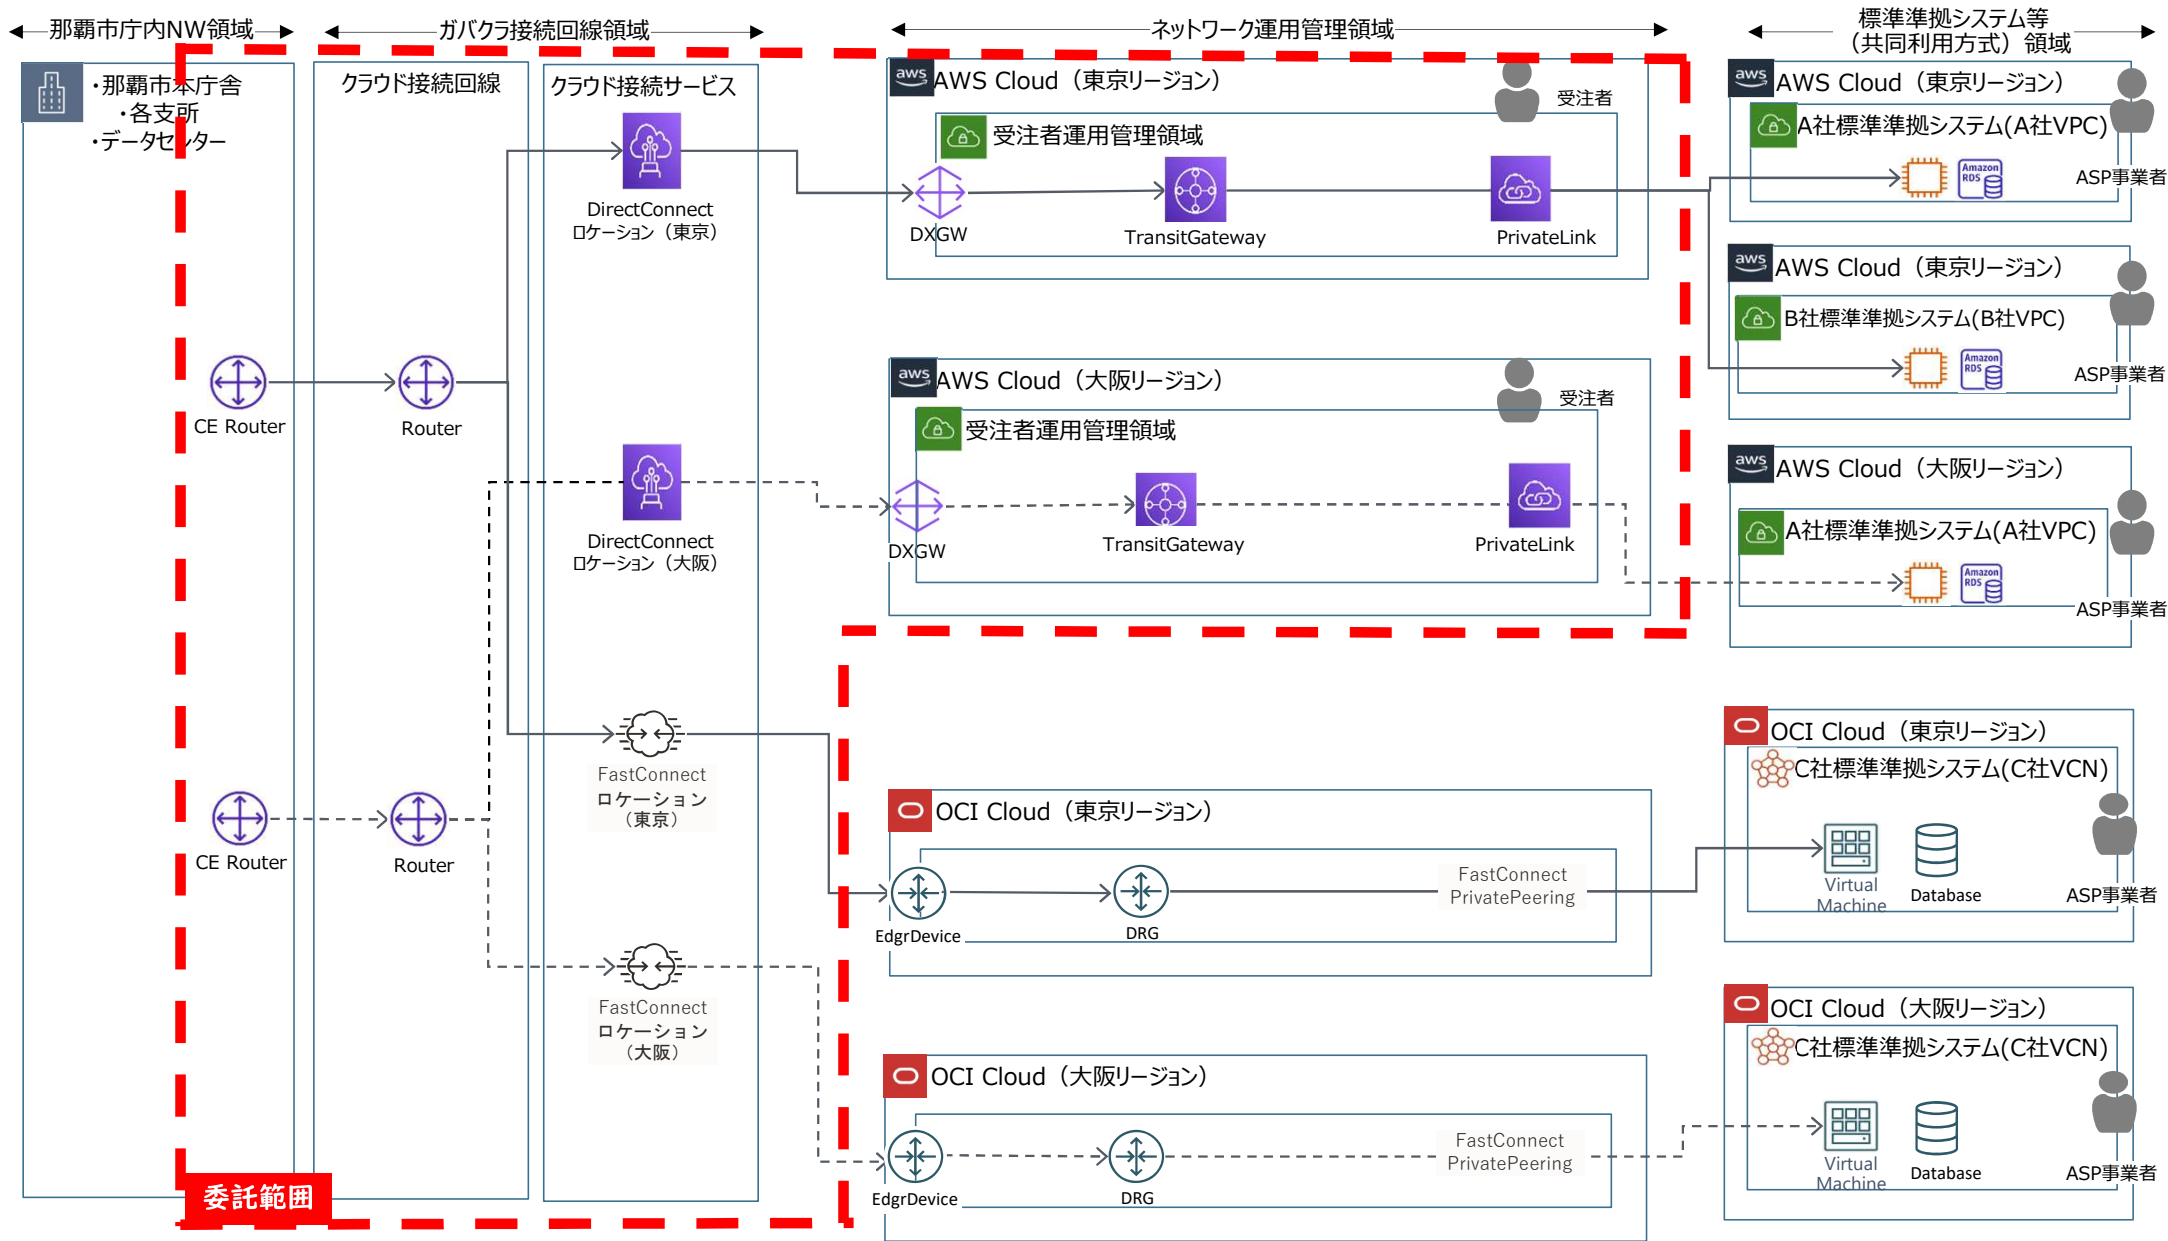 那覇市庁内NW領域
ガバクラ接続回線領域
ネットワーク運用管理領域
標準準拠システム等
（共同利用方式）領域
・那覇市本庁舎
・各支所
・データセンター
クラウド接続回線
クラウド接続サービス
CE Router
Router
CE Router
Router
DirectConnect
ロケーション（東京）
DirectConnect
ロケーション（大阪）
FastConnect
ロケーション
（東京）
FastConnect
ロケーション
（大阪）
aws
AWS Cloud（東京リージョン）
受注者
受注者運用管理領域
DXGW
TransitGateway
PrivateLink
aws
AWS Cloud（大阪リージョン）
受注者
受注者運用管理領域
DXGW
TransitGateway
PrivateLink
OCI Cloud（東京リージョン）
EdgrDevice
DRG
FastConnect
PrivatePeering
OCI Cloud（大阪リージョン）
EdgrDevice
DRG
FastConnect
PrivatePeering
aws
AWS Cloud（東京リージョン）
A社標準準拠システム(A社VPC)
Amazon
RDS
ASP事業者
aws
AWS Cloud（東京リージョン）
B社標準準拠システム(B社VPC)
Amazon
RDS
ASP事業者
aws
AWS Cloud（大阪リージョン）
A社標準準拠システム(A社VPC)
Amazon
RDS
ASP事業者
OCI Cloud（東京リージョン）
C社標準準拠システム(C社VCN)
Virtual
Machine
Database
ASP事業者
OCI Cloud（大阪リージョン）
C社標準準拠システム(C社VCN)
Virtual
Machine
Database
ASP事業者
委託範囲